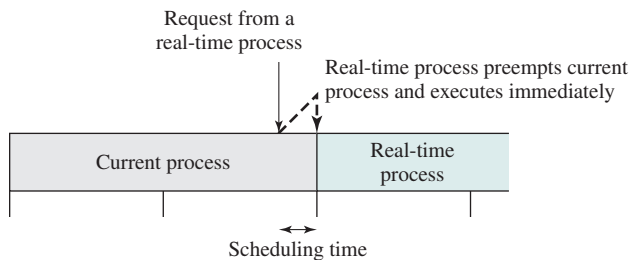 Request from a
real-time process
Real-time process preempts current
process and executes immediately
Current process
Real-time
process
Scheduling time